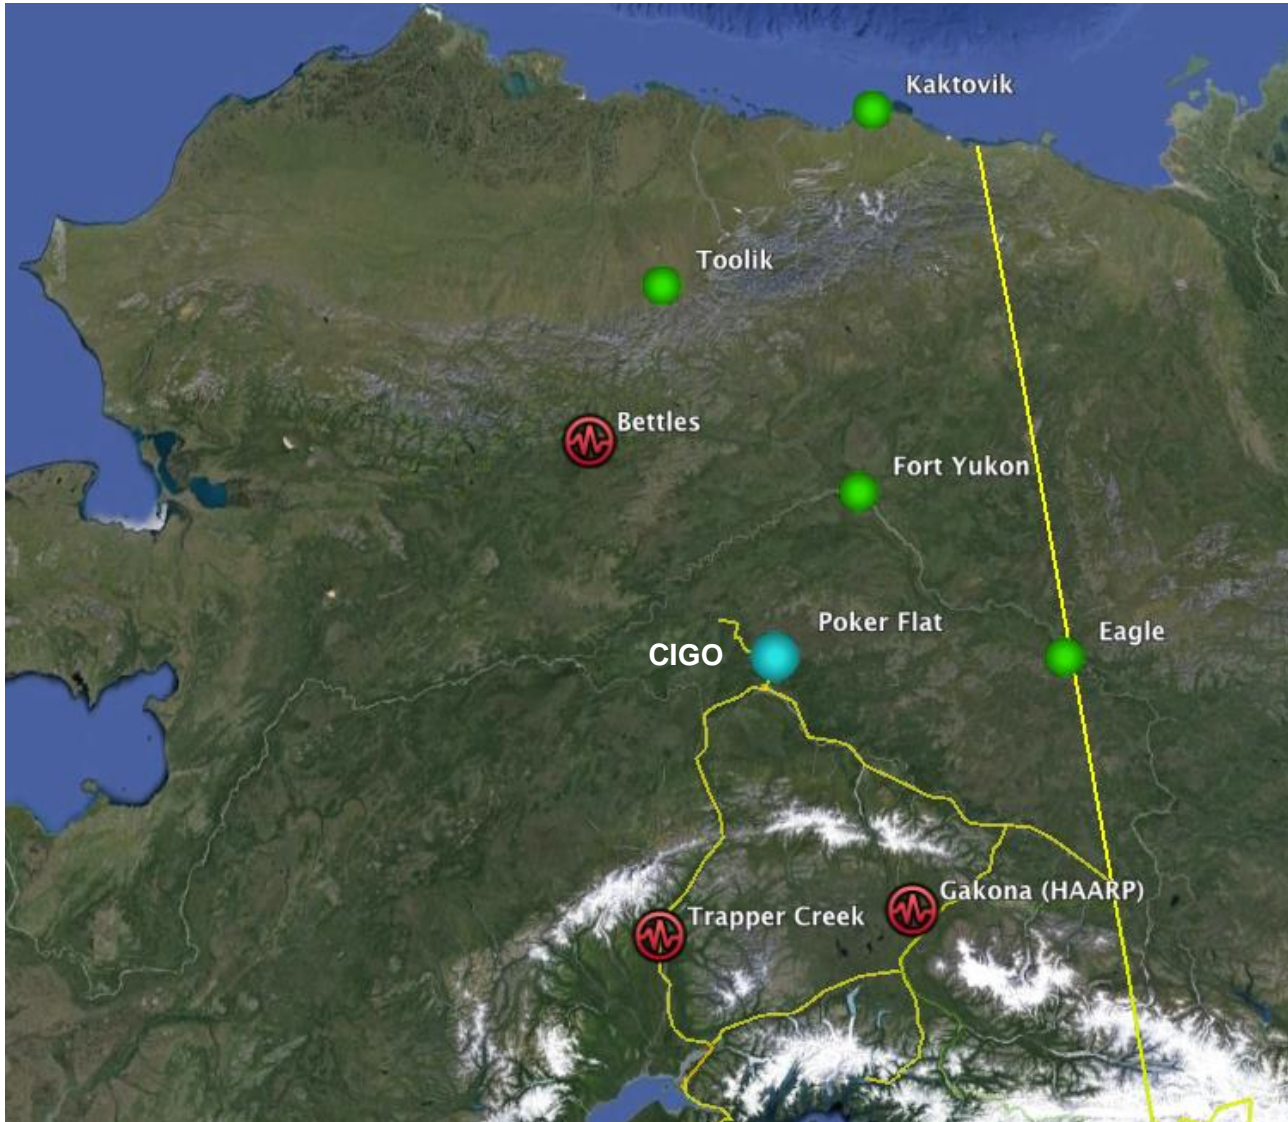 Kaktovik
Toolik
Bettles
Fort Yukon
Poker Flat
CIGO
Eagle
Gakona (HAARP)
Trapper Creek